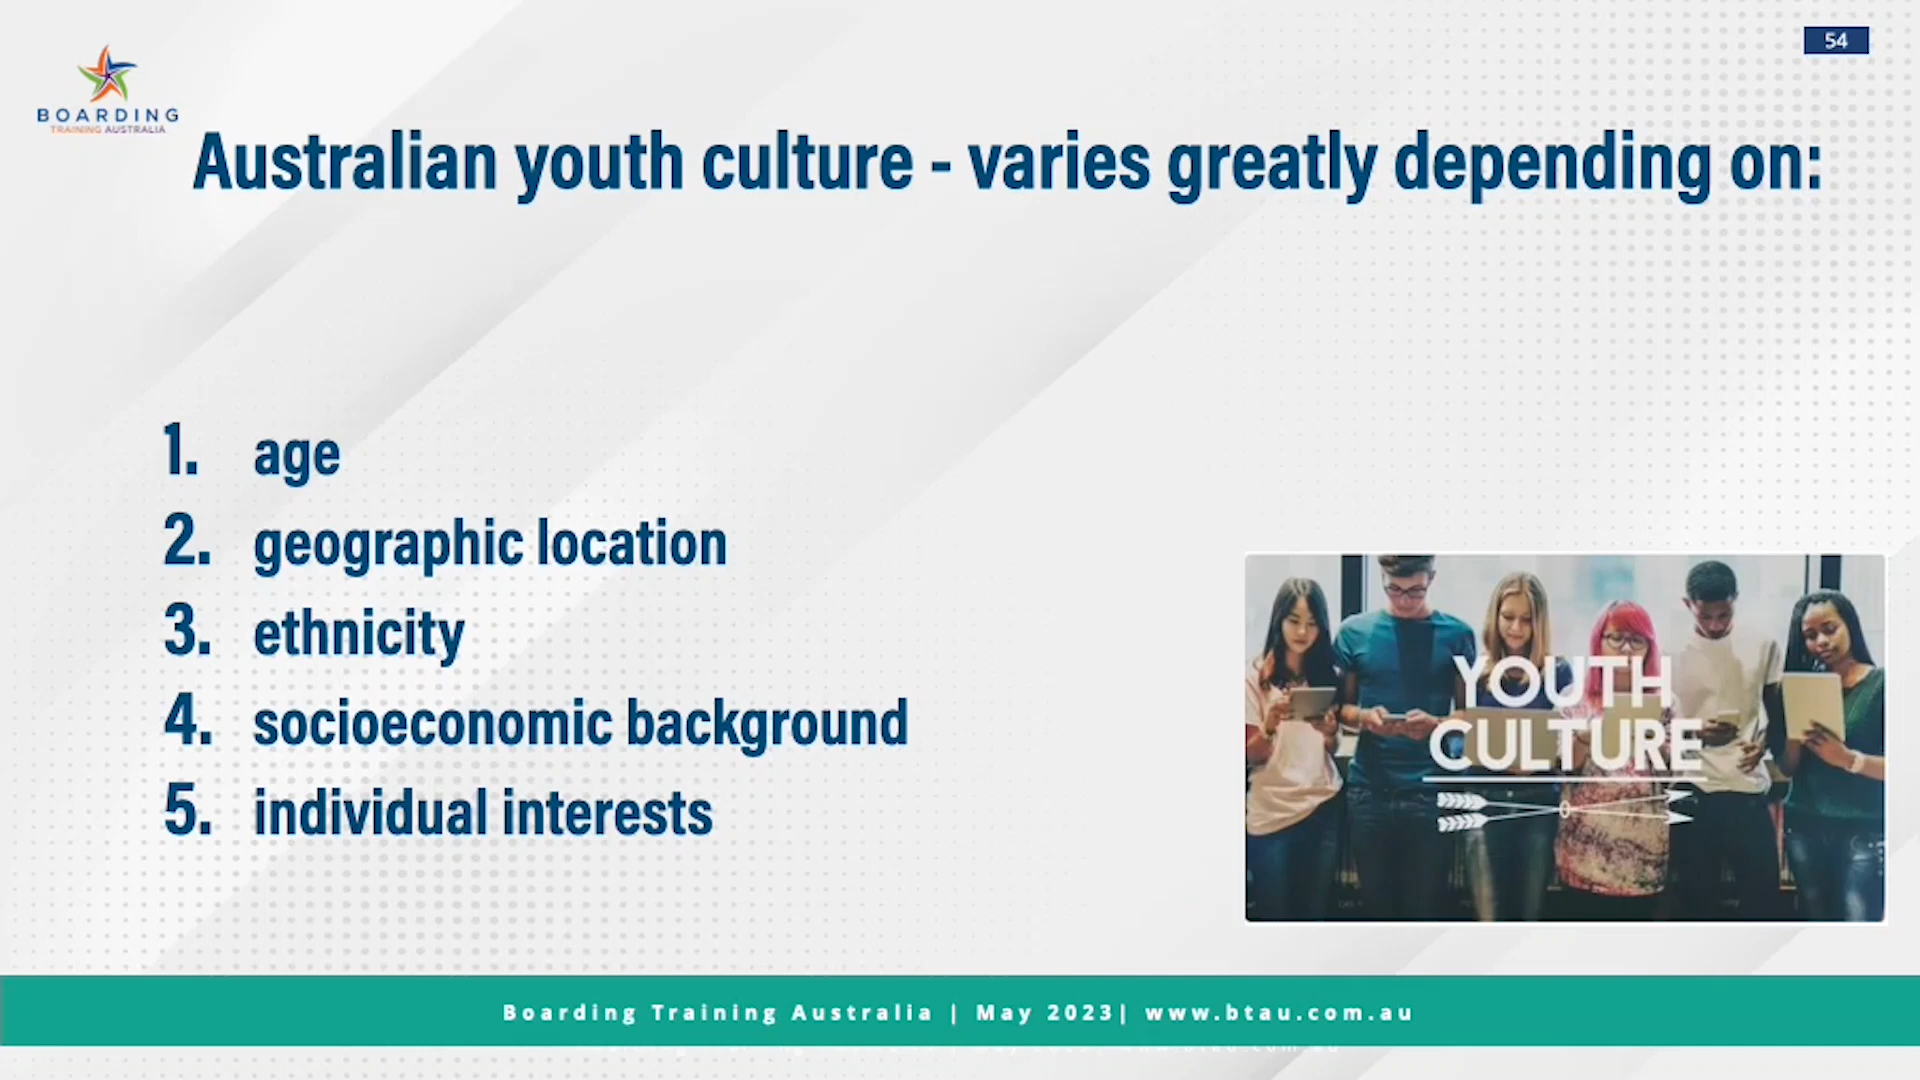 54
BOARDING
TRAINING AUSTRALIA
Australian youth culture - varies greatly depending on:
1. age
2. geographic location
3. ethnicity
4. socioeconomic background
5. individual interests
YOUTH
CULTURE
Boarding Training Australia | May 2023| www.btau.com.au